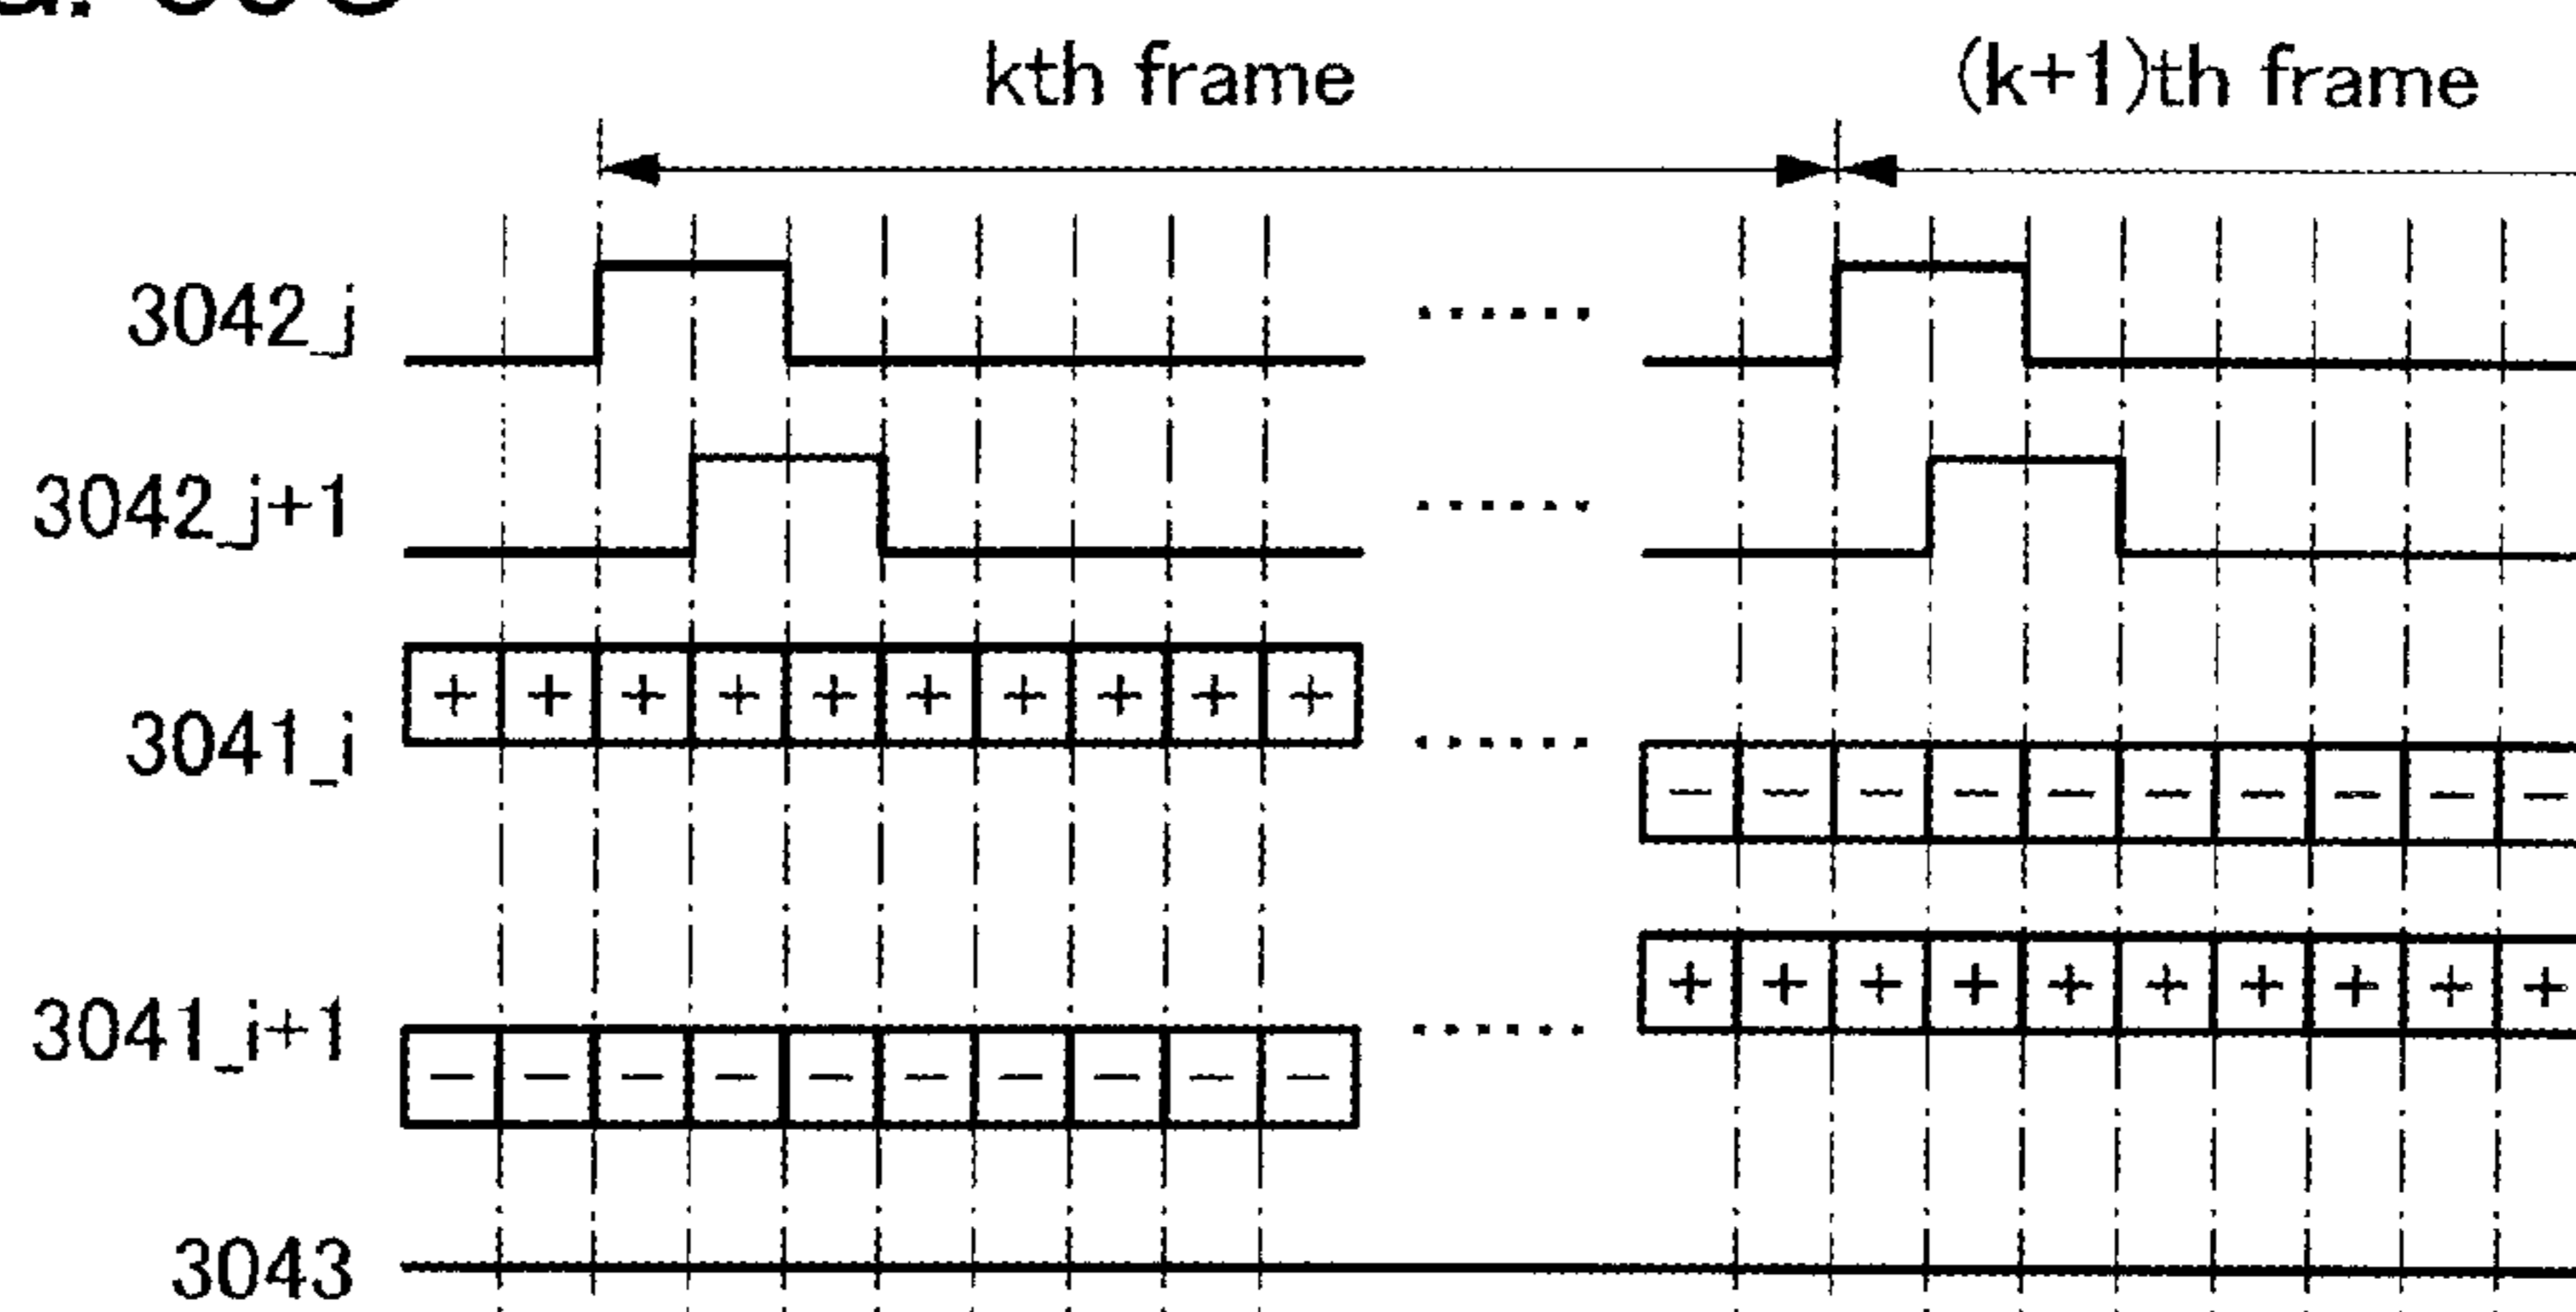 kth frame (k+1)th frame
3042_j
3042_j+1
+ + + + + + + + + +
3041_i
− − − − − − − − − −
+ + + + + + + + + +
3041_i+1
− − − − − − − − − −
3043